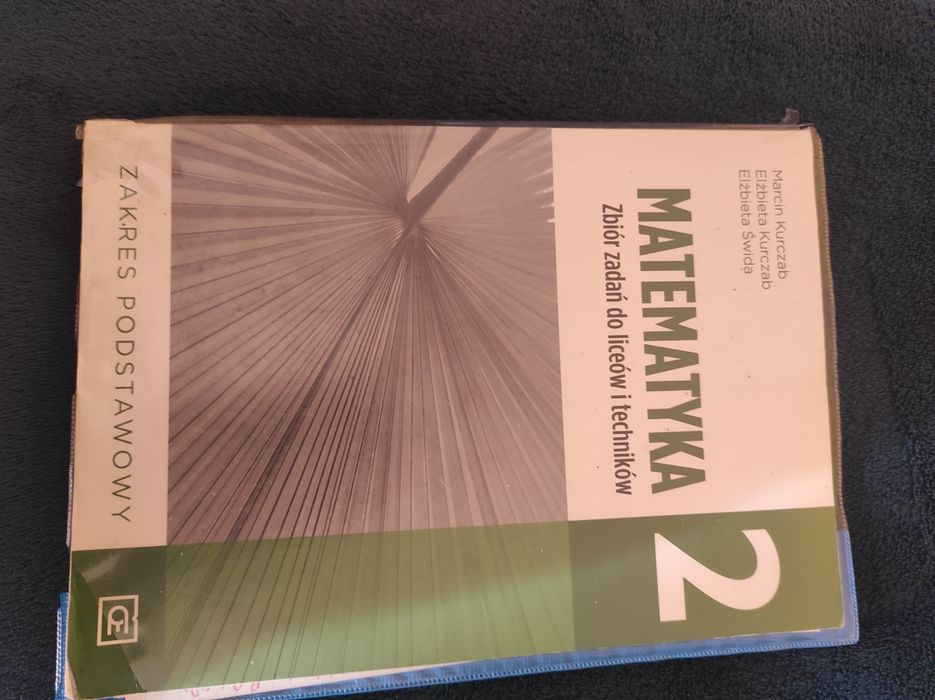 Marcin Kurczab
Elżbieta Kurczab
Elżbieta Świda
MATEMATYKA 2
Zbiór zadań do liceów i techników
ZAKRES PODSTAWOWY